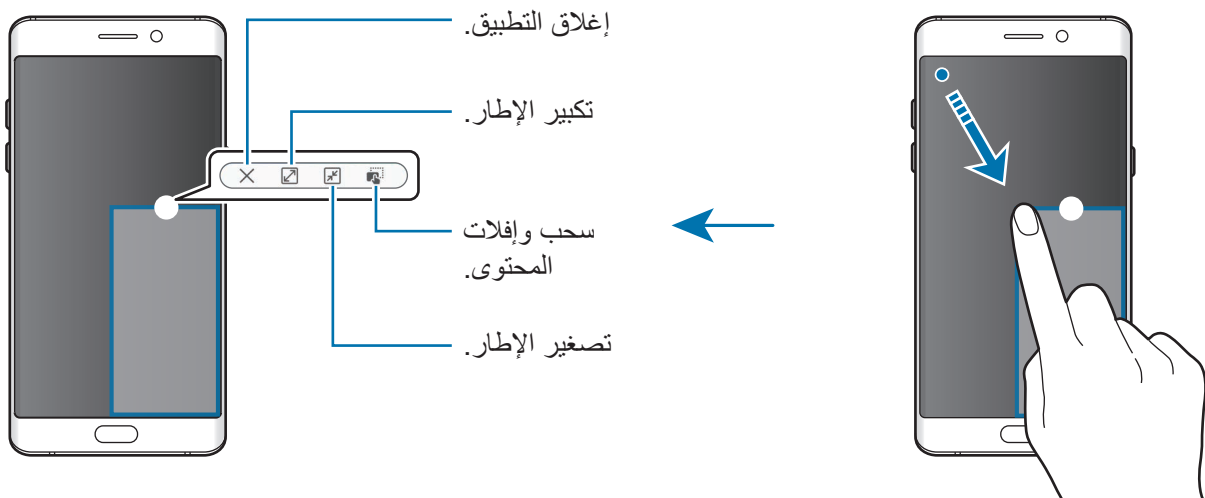 إغلاق التطبيق.
تكبير الإطار.
سحب وإفلات
المحتوى.
تصغير الإطار.